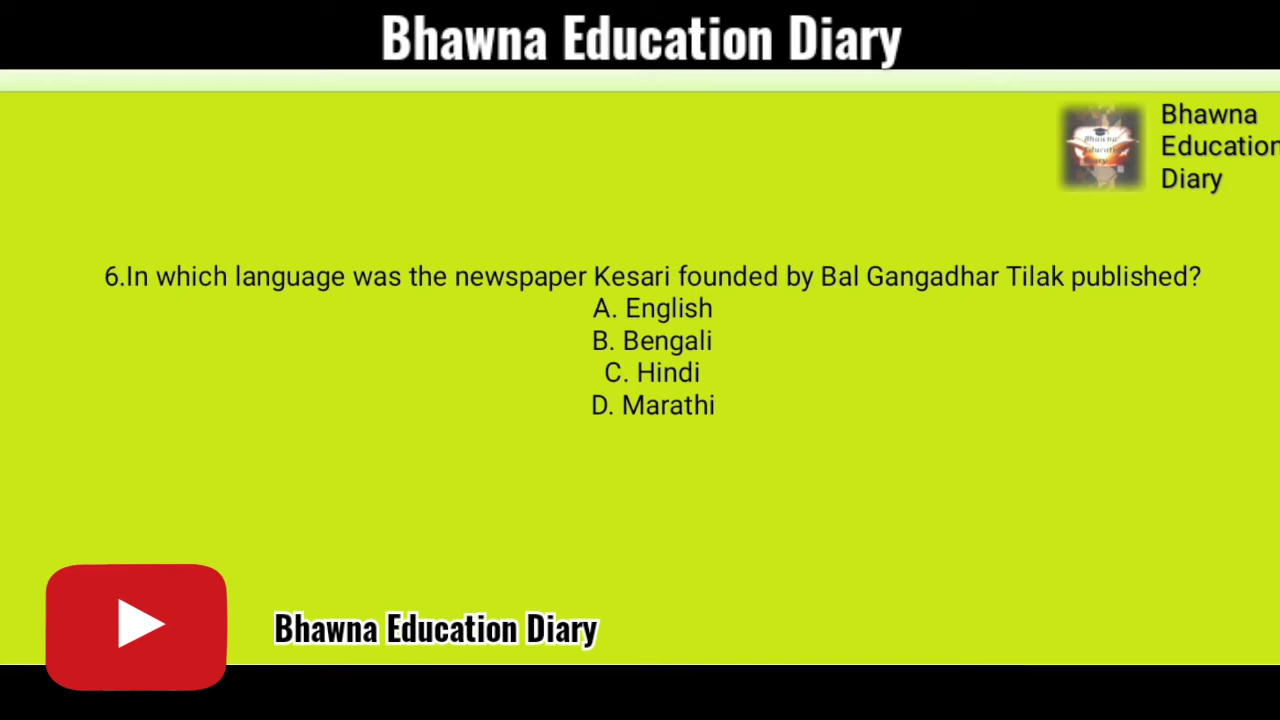 Bhawna Education Diary
Bhawna
Education
Diary
6.In which language was the newspaper Kesari founded by Bal Gangadhar Tilak published?
A. English
B. Bengali
C. Hindi
D. Marathi
Bhawna Education Diary